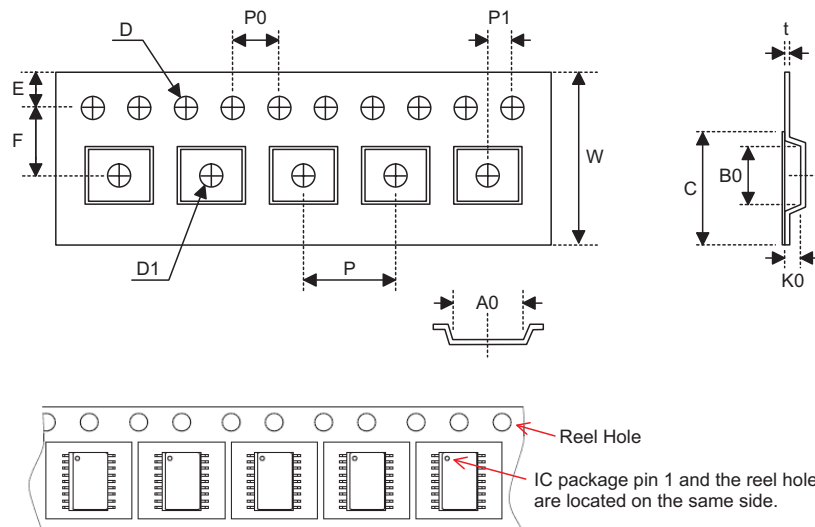 D
P0
P1
t
E
F
W
C
B0
D1
P
K0
A0
Reel Hole
IC package pin 1 and the reel hole
are located on the same side.